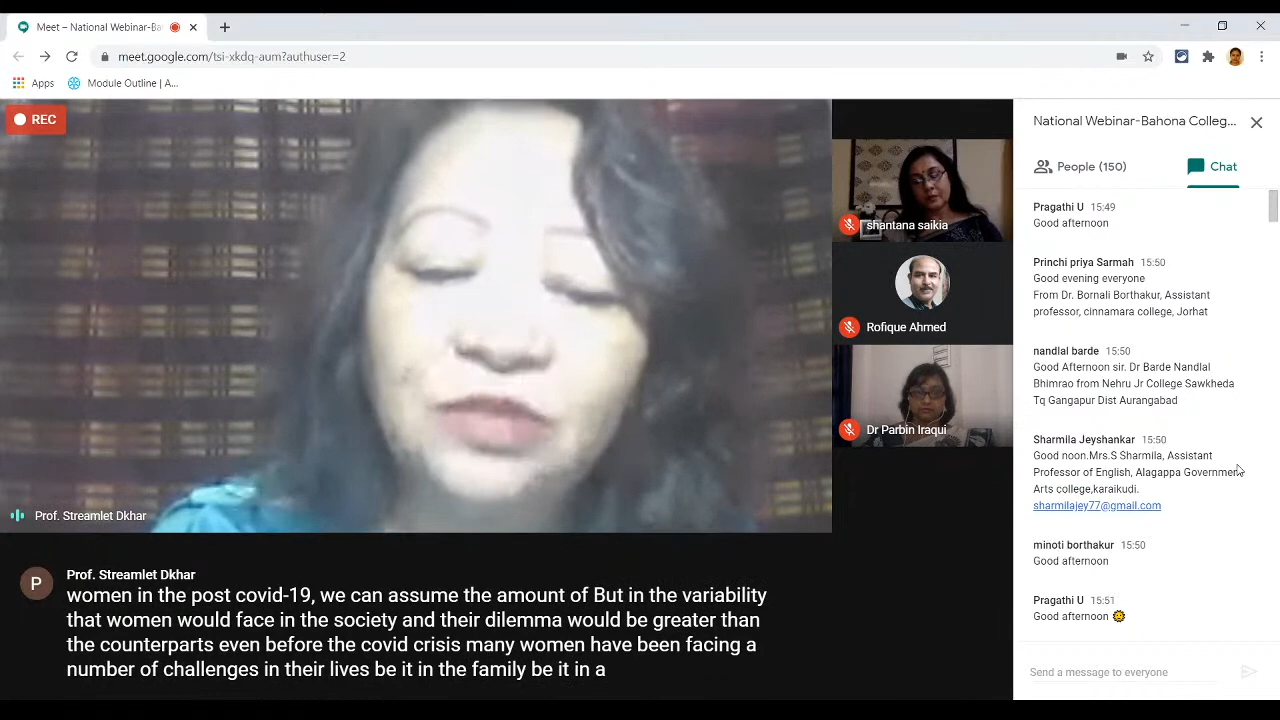 Meet – National Webinar-Ba
meet.google.com/tsi-xkdq-aum?authuser=2
Apps
Module Outline | A...
REC
Prof. Streamlet Dkhar
shantana saikia
Rofique Ahmed
Dr Parbin Iraqui
P
Prof. Streamlet Dkhar
women in the post covid-19, we can assume the amount of But in the variability
that women would face in the society and their dilemma would be greater than
the counterparts even before the covid crisis many women have been facing a
number of challenges in their lives be it in the family be it in a
National Webinar-Bahona Colleg...
People (150)
Chat
Pragathi U 15:49
Good afternoon
Princhi priya Sarmah 15:50
Good evening everyone
From Dr. Bornali Borthakur, Assistant
professor, cinnamara college, Jorhat
nandlal barde 15:50
Good Afternoon sir. Dr Barde Nandlal
Bhimrao from Nehru Jr College Sawkheda
Tq Gangapur Dist Aurangabad
Sharmila Jeyshankar 15:50
Good noon.Mrs.S Sharmila, Assistant
Professor of English, Alagappa Government
Arts college,karaikudi.
sharmilajey77@gmail.com
minoti borthakur 15:50
Good afternoon
Pragathi U 15:51
Good afternoon 🌞
Send a message to everyone